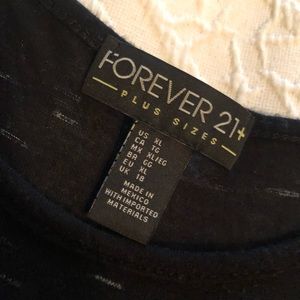 FOREVER 21+
PLUS SIZES
US XL
CA TG
MX XL/EG
BR GG
EU XL
UK 18
MADE IN
MEXICO
WITH IMPORTED
MATERIALS